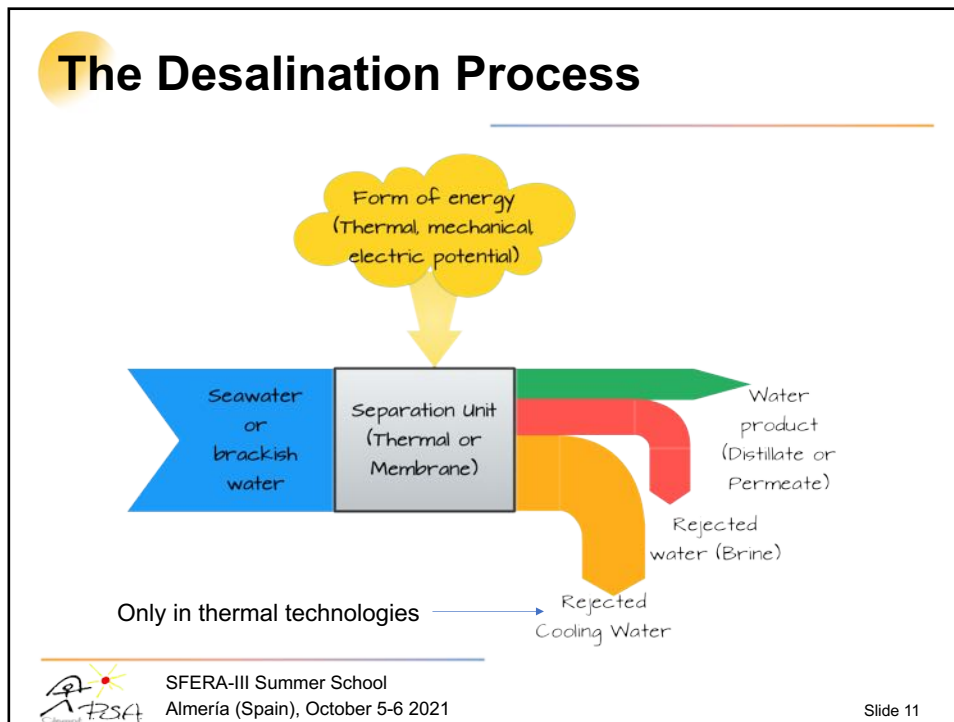 The Desalination Process
Form of energy
(Thermal, mechanical,
electric potential)
Seawater
or
brackish
water
Separation Unit
(Thermal or
Membrane)
Water
product
(Distillate or
Permeate)
Rejected
water (Brine)
Only in thermal technologies
Rejected
Cooling Water
PSA
SFERA-III Summer School
Almería (Spain), October 5-6 2021
Slide 11